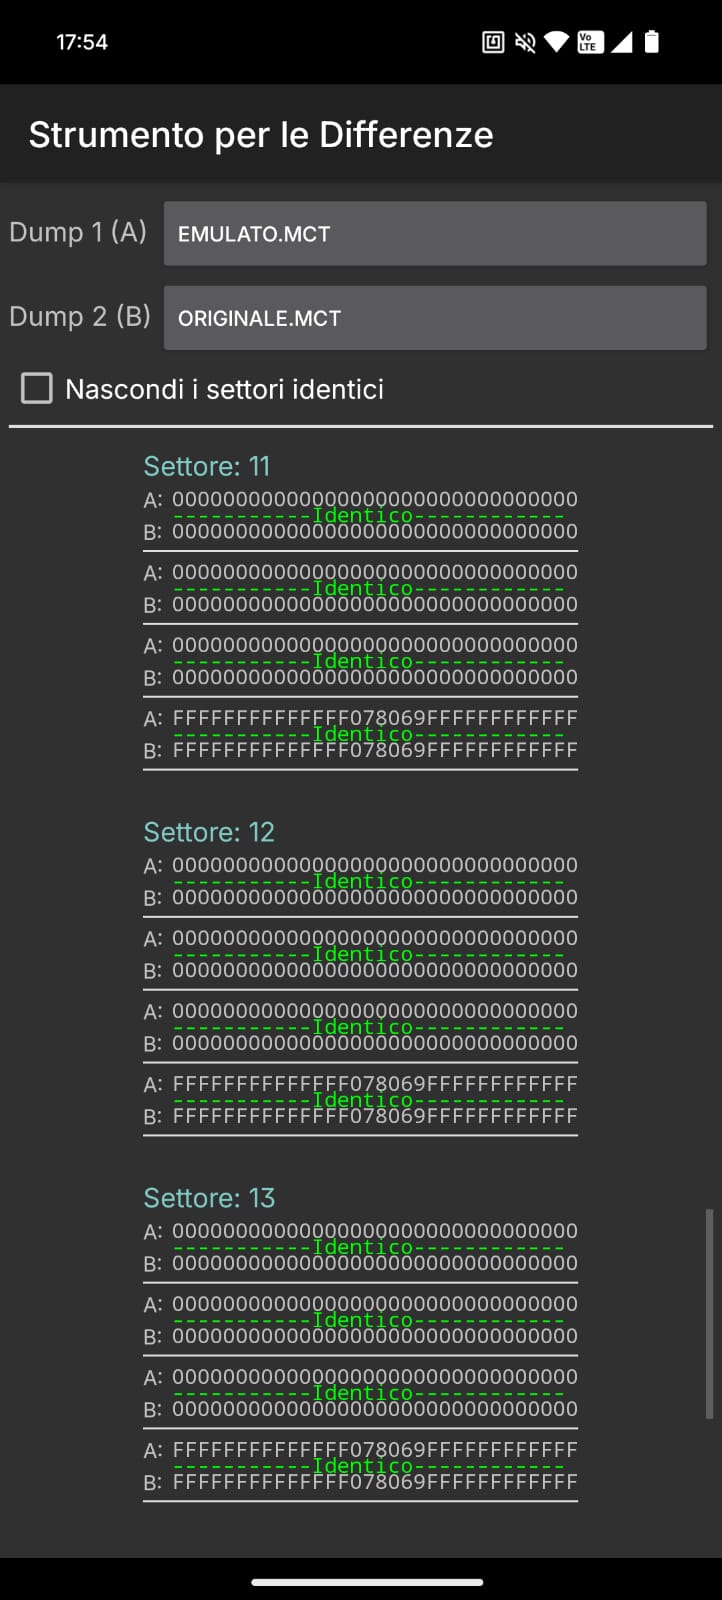 17:54
Vo
LTE
Strumento per le Differenze
Dump 1 (A)
EMULATO.MCT
Dump 2 (B)
ORIGINALE.MCT
Nascondi i settori identici
Settore: 11
A: 00000000000000000000000000000000
-----------Identico------------
B: 00000000000000000000000000000000
A: 00000000000000000000000000000000
-----------Identico------------
B: 00000000000000000000000000000000
A: 00000000000000000000000000000000
-----------Identico------------
B: 00000000000000000000000000000000
A: FFFFFFFFFFFFFF078069FFFFFFFFFFFF
-----------Identico------------
B: FFFFFFFFFFFFFF078069FFFFFFFFFFFF
Settore: 12
A: 00000000000000000000000000000000
-----------Identico------------
B: 00000000000000000000000000000000
A: 00000000000000000000000000000000
-----------Identico------------
B: 00000000000000000000000000000000
A: 00000000000000000000000000000000
-----------Identico------------
B: 00000000000000000000000000000000
A: FFFFFFFFFFFFFF078069FFFFFFFFFFFF
-----------Identico------------
B: FFFFFFFFFFFFFF078069FFFFFFFFFFFF
Settore: 13
A: 00000000000000000000000000000000
-----------Identico------------
B: 00000000000000000000000000000000
A: 00000000000000000000000000000000
-----------Identico------------
B: 00000000000000000000000000000000
A: 00000000000000000000000000000000
-----------Identico------------
B: 00000000000000000000000000000000
A: FFFFFFFFFFFFFF078069FFFFFFFFFFFF
-----------Identico------------
B: FFFFFFFFFFFFFF078069FFFFFFFFFFFF